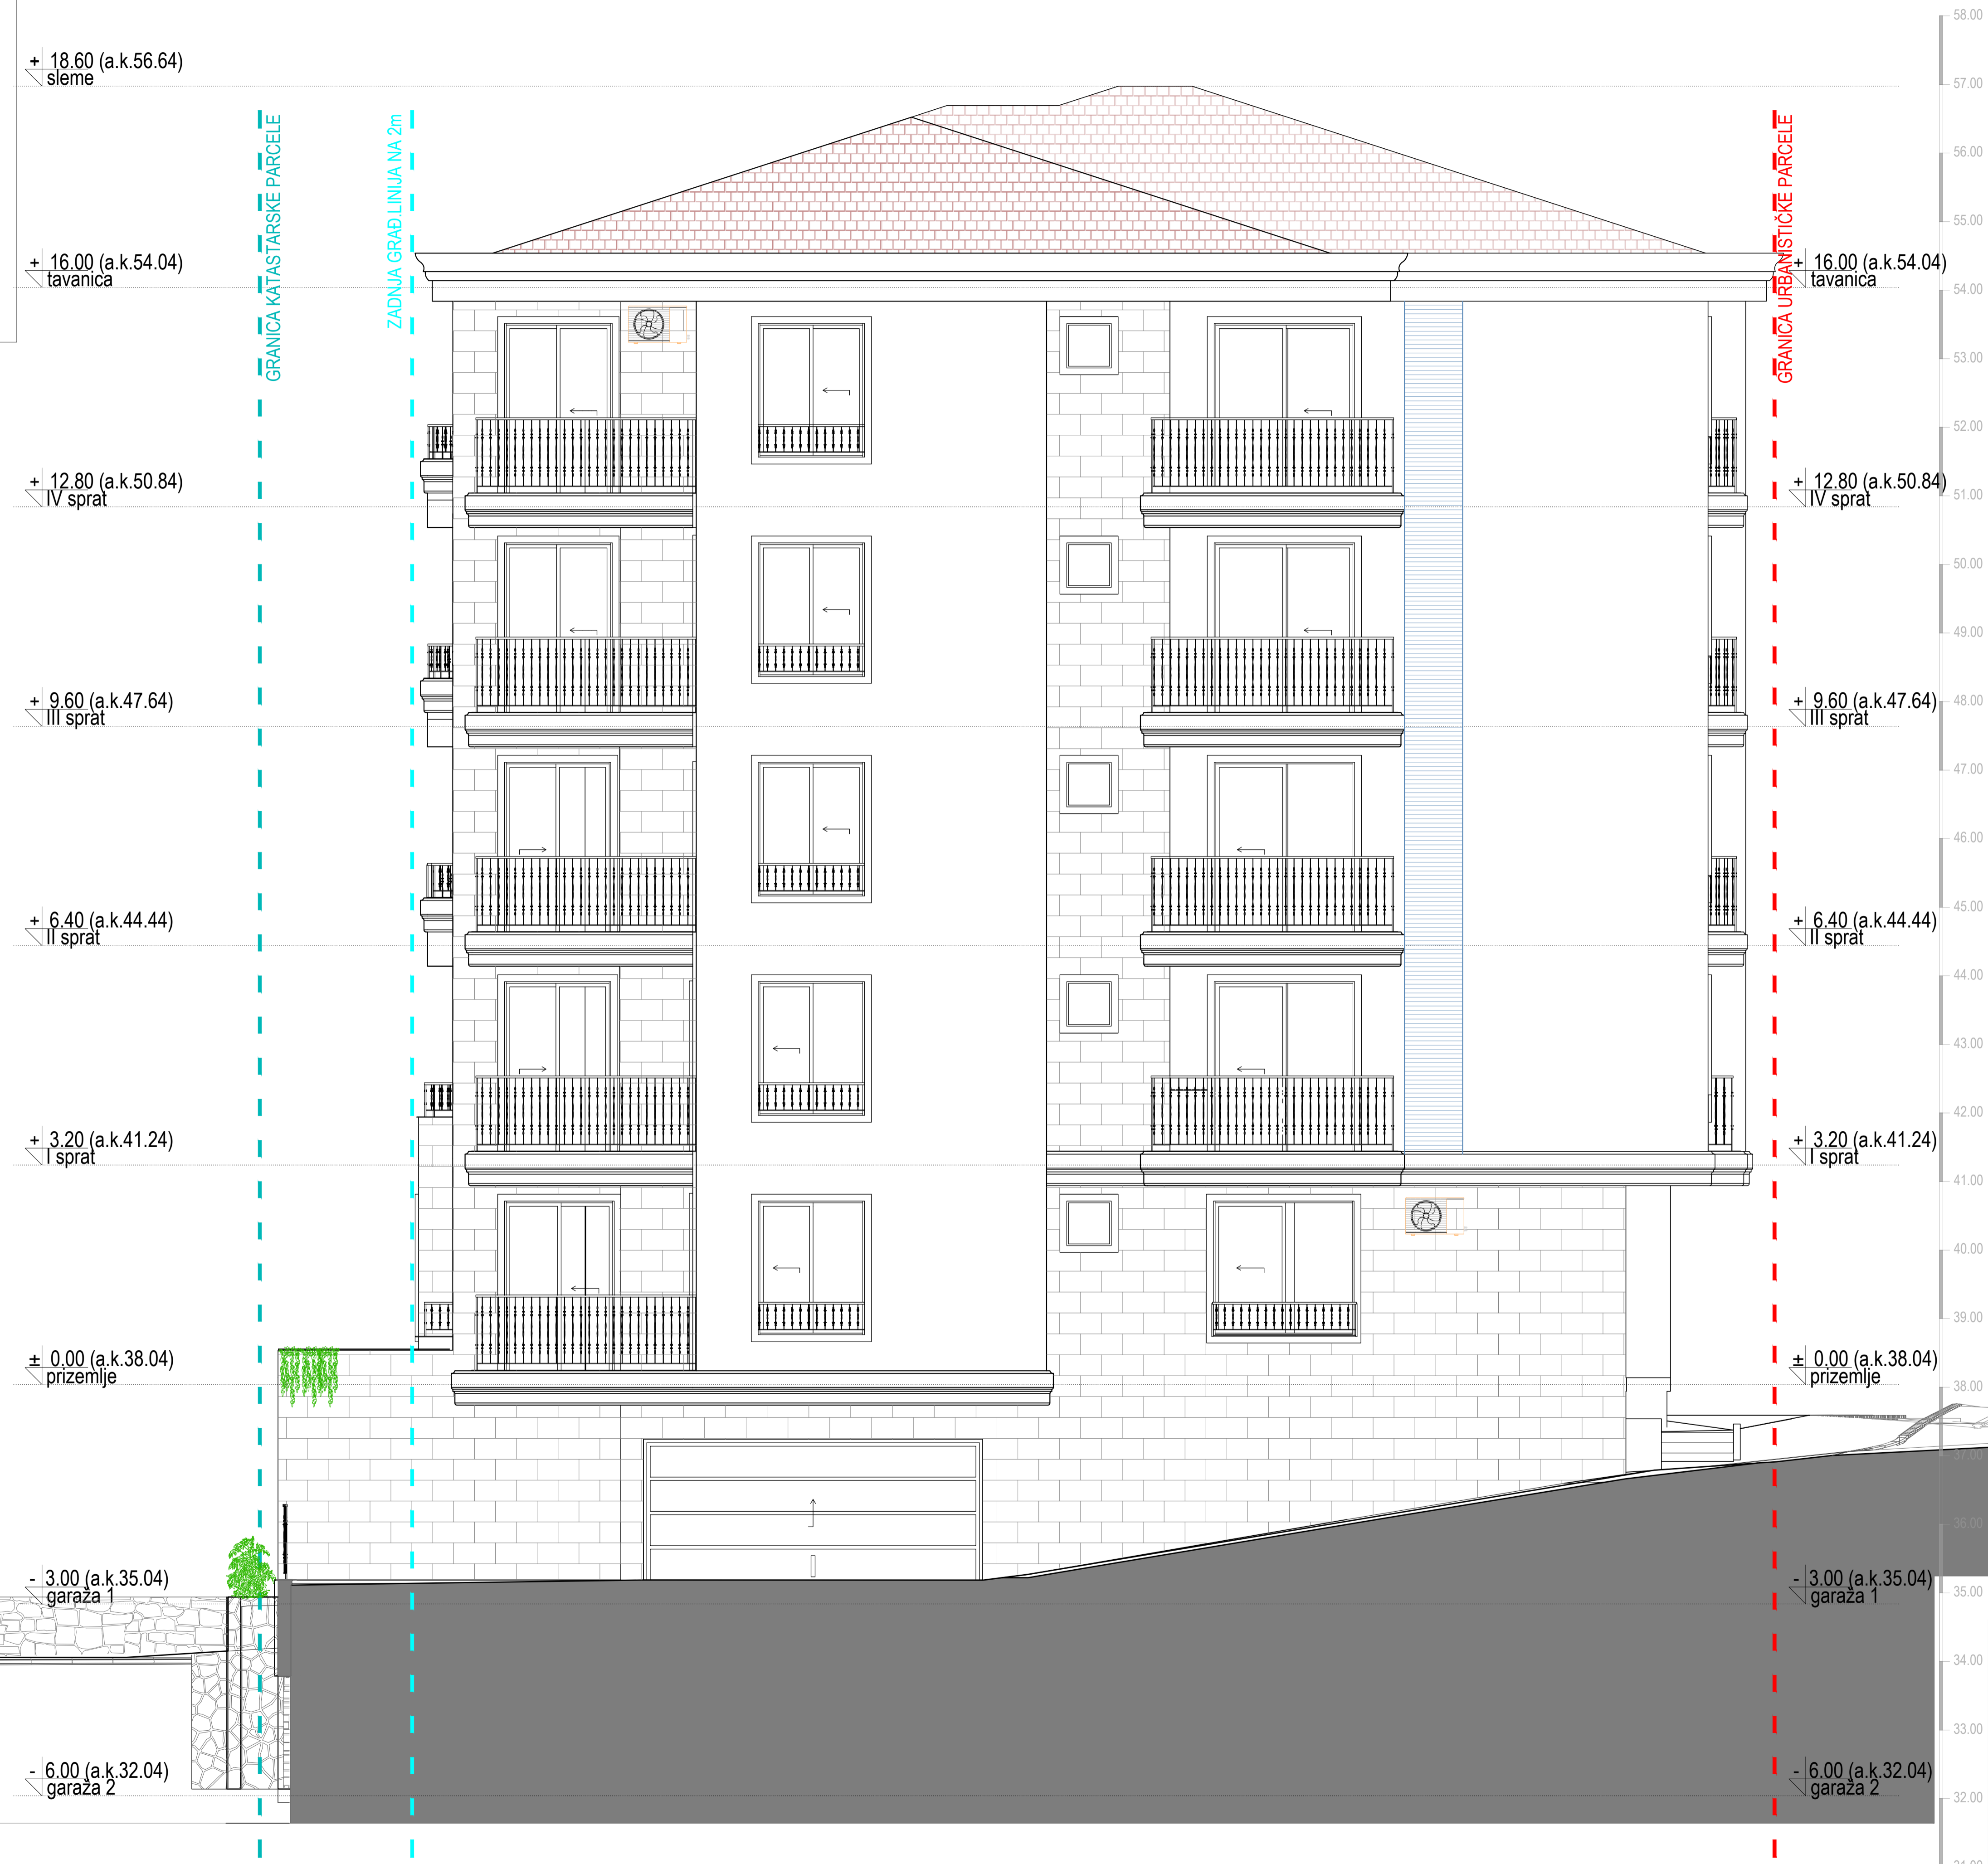 + 18.60 (a.k.56.64)
sleme
+ 16.00 (a.k.54.04)
tavanica
+ 12.80 (a.k.50.84)
IV sprat
+ 9.60 (a.k.47.64)
III sprat
+ 6.40 (a.k.44.44)
II sprat
+ 3.20 (a.k.41.24)
I sprat
± 0.00 (a.k.38.04)
prizemlje
- 3.00 (a.k.35.04)
garaža 1
- 6.00 (a.k.32.04)
garaža 2
GRANICA KATASTARSKE PARCELE
ZADNJA GRAĐ.LINIJA NA 2m
GRANICA URBANISTIČKE PARCELE
+ 16.00 (a.k.54.04)
tavanica
+ 12.80 (a.k.50.84)
IV sprat
+ 9.60 (a.k.47.64)
III sprat
+ 6.40 (a.k.44.44)
II sprat
+ 3.20 (a.k.41.24)
I sprat
± 0.00 (a.k.38.04)
prizemlje
- 3.00 (a.k.35.04)
garaža 1
- 6.00 (a.k.32.04)
garaža 2
58.00
57.00
56.00
55.00
54.00
53.00
52.00
51.00
50.00
49.00
48.00
47.00
46.00
45.00
44.00
43.00
42.00
41.00
40.00
39.00
38.00
37.00
36.00
35.00
34.00
33.00
32.00